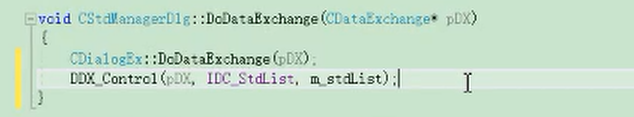 void CStdManagerDlg::DoDataExchange(CDataExchange* pDX)
{
CDialogEx::DoDataExchange(pDX);
DDX_Control(pDX, IDC_StdList, m_stdList);
}